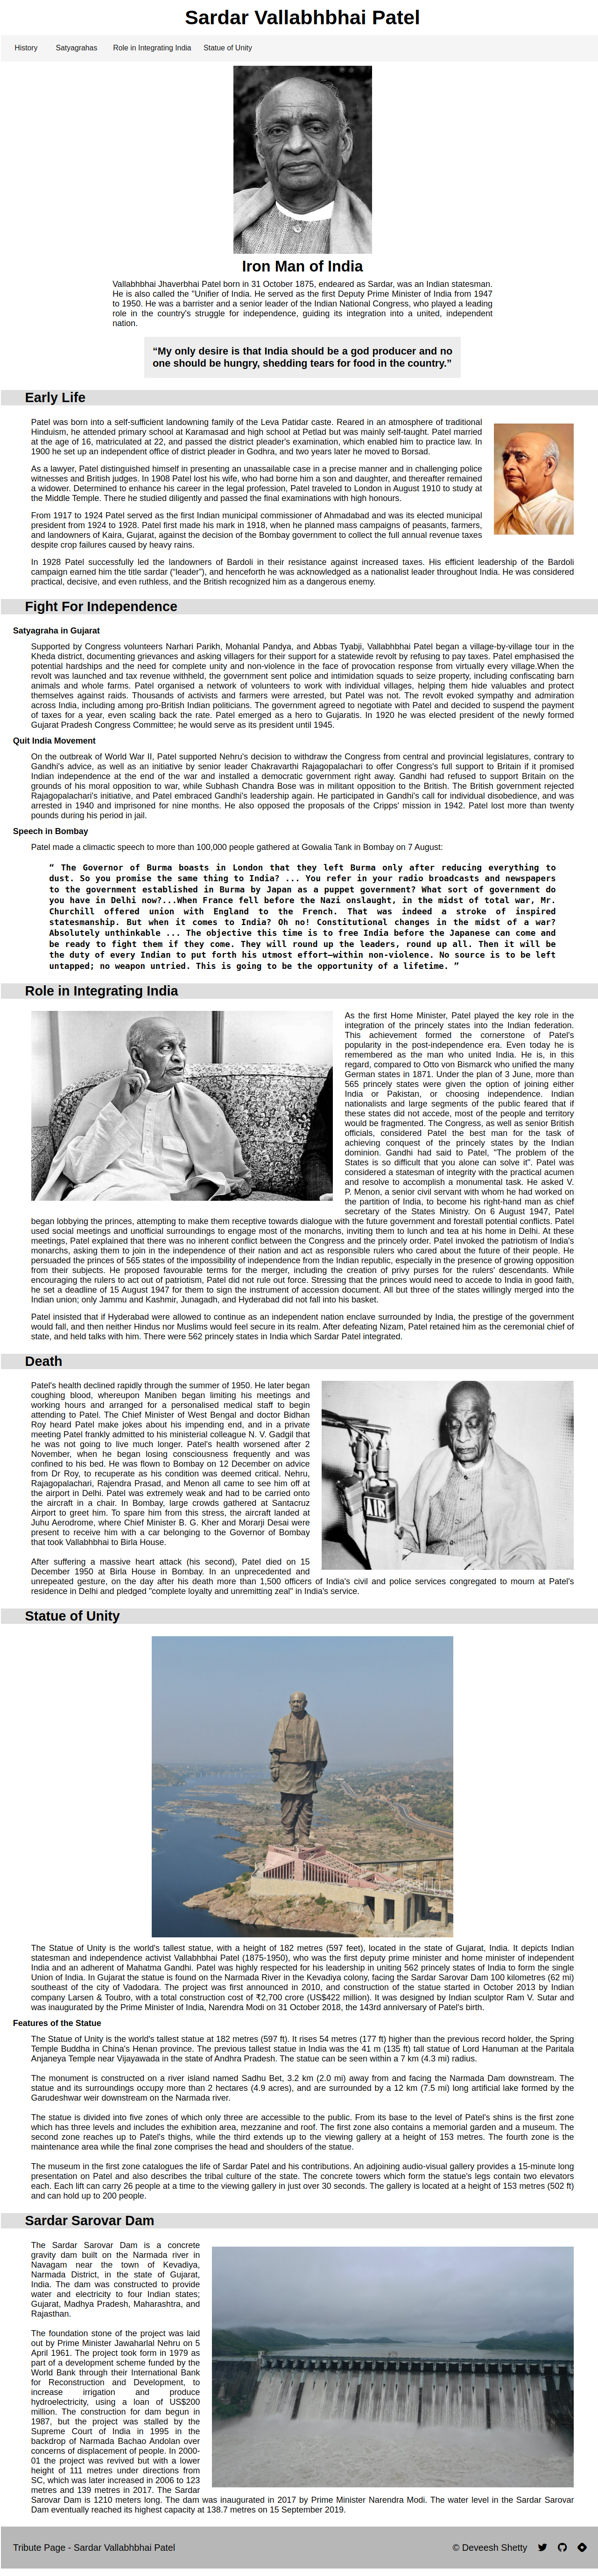 Sardar Vallabhbhai Patel
History Satyagrahas Role in Integrating India Statue of Unity
Iron Man of India
Vallabhbhai Jhaverbhai Patel born in 31 October 1875, endeared as Sardar, was an Indian statesman.
He is also called the "Unifier of India. He served as the first Deputy Prime Minister of India from 1947
to 1950. He was a barrister and a senior leader of the Indian National Congress, who played a leading
role in the country's struggle for independence, guiding its integration into a united, independent
nation.
“My only desire is that India should be a god producer and no
one should be hungry, shedding tears for food in the country.”
Early Life
Patel was born into a self-sufficient landowning family of the Leva Patidar caste. Reared in an atmosphere of traditional
Hinduism, he attended primary school at Karamasad and high school at Petlad but was mainly self-taught. Patel married
at the age of 16, matriculated at 22, and passed the district pleader's examination, which enabled him to practice law. In
1900 he set up an independent office of district pleader in Godhra, and two years later he moved to Borsad.
As a lawyer, Patel distinguished himself in presenting an unassailable case in a precise manner and in challenging police
witnesses and British judges. In 1908 Patel lost his wife, who had borne him a son and daughter, and thereafter remained
a widower. Determined to enhance his career in the legal profession, Patel traveled to London in August 1910 to study at
the Middle Temple. There he studied diligently and passed the final examinations with high honours.
From 1917 to 1924 Patel served as the first Indian municipal commissioner of Ahmadabad and was its elected municipal
president from 1924 to 1928. Patel first made his mark in 1918, when he planned mass campaigns of peasants, farmers,
and landowners of Kaira, Gujarat, against the decision of the Bombay government to collect the full annual revenue taxes
despite crop failures caused by heavy rains.
In 1928 Patel successfully led the landowners of Bardoli in their resistance against increased taxes. His efficient leadership of the Bardoli
campaign earned him the title sardar (“leader”), and henceforth he was acknowledged as a nationalist leader throughout India. He was considered
practical, decisive, and even ruthless, and the British recognized him as a dangerous enemy.
Fight For Independence
Satyagraha in Gujarat
Supported by Congress volunteers Narhari Parikh, Mohanlal Pandya, and Abbas Tyabji, Vallabhbhai Patel began a village-by-village tour in the
Kheda district, documenting grievances and asking villagers for their support for a statewide revolt by refusing to pay taxes. Patel emphasised the
potential hardships and the need for complete unity and non-violence in the face of provocation response from virtually every village.When the
revolt was launched and tax revenue withheld, the government sent police and intimidation squads to seize property, including confiscating barn
animals and whole farms. Patel organised a network of volunteers to work with individual villages, helping them hide valuables and protect
themselves against raids. Thousands of activists and farmers were arrested, but Patel was not. The revolt evoked sympathy and admiration
across India, including among pro-British Indian politicians. The government agreed to negotiate with Patel and decided to suspend the payment
of taxes for a year, even scaling back the rate. Patel emerged as a hero to Gujaratis. In 1920 he was elected president of the newly formed
Gujarat Pradesh Congress Committee; he would serve as its president until 1945.
Quit India Movement
On the outbreak of World War II, Patel supported Nehru's decision to withdraw the Congress from central and provincial legislatures, contrary to
Gandhi's advice, as well as an initiative by senior leader Chakravarthi Rajagopalachari to offer Congress's full support to Britain if it promised
Indian independence at the end of the war and installed a democratic government right away. Gandhi had refused to support Britain on the
grounds of his moral opposition to war, while Subhash Chandra Bose was in militant opposition to the British. The British government rejected
Rajagopalachari's initiative, and Patel embraced Gandhi's leadership again. He participated in Gandhi's call for individual disobedience, and was
arrested in 1940 and imprisoned for nine months. He also opposed the proposals of the Cripps' mission in 1942. Patel lost more than twenty
pounds during his period in jail.
Speech in Bombay
Patel made a climactic speech to more than 100,000 people gathered at Gowalia Tank in Bombay on 7 August:
“ The Governor of Burma boasts in London that they left Burma only after reducing everything to
dust. So you promise the same thing to India? ... You refer in your radio broadcasts and newspapers
to the government established in Burma by Japan as a puppet government? What sort of government do
you have in Delhi now?...When France fell before the Nazi onslaught, in the midst of total war, Mr.
Churchill offered union with England to the French. That was indeed a stroke of inspired
statesmanship. But when it comes to India? Oh no! Constitutional changes in the midst of a war?
Absolutely unthinkable ... The objective this time is to free India before the Japanese can come and
be ready to fight them if they come. They will round up the leaders, round up all. Then it will be
the duty of every Indian to put forth his utmost effort—within non-violence. No source is to be left
untapped; no weapon untried. This is going to be the opportunity of a lifetime. ”
Role in Integrating India
As the first Home Minister, Patel played the key role in the
integration of the princely states into the Indian federation.
This achievement formed the cornerstone of Patel's
popularity in the post-independence era. Even today he is
remembered as the man who united India. He is, in this
regard, compared to Otto von Bismarck who unified the many
German states in 1871. Under the plan of 3 June, more than
565 princely states were given the option of joining either
India or Pakistan, or choosing independence. Indian
nationalists and large segments of the public feared that if
these states did not accede, most of the people and territory
would be fragmented. The Congress, as well as senior British
officials, considered Patel the best man for the task of
achieving conquest of the princely states by the Indian
dominion. Gandhi had said to Patel, "The problem of the
States is so difficult that you alone can solve it". Patel was
considered a statesman of integrity with the practical acumen
and resolve to accomplish a monumental task. He asked V.
P. Menon, a senior civil servant with whom he had worked on
the partition of India, to become his right-hand man as chief
secretary of the States Ministry. On 6 August 1947, Patel
began lobbying the princes, attempting to make them receptive towards dialogue with the future government and forestall potential conflicts. Patel
used social meetings and unofficial surroundings to engage most of the monarchs, inviting them to lunch and tea at his home in Delhi. At these
meetings, Patel explained that there was no inherent conflict between the Congress and the princely order. Patel invoked the patriotism of India's
monarchs, asking them to join in the independence of their nation and act as responsible rulers who cared about the future of their people. He
persuaded the princes of 565 states of the impossibility of independence from the Indian republic, especially in the presence of growing opposition
from their subjects. He proposed favourable terms for the merger, including the creation of privy purses for the rulers' descendants. While
encouraging the rulers to act out of patriotism, Patel did not rule out force. Stressing that the princes would need to accede to India in good faith,
he set a deadline of 15 August 1947 for them to sign the instrument of accession document. All but three of the states willingly merged into the
Indian union; only Jammu and Kashmir, Junagadh, and Hyderabad did not fall into his basket.
Patel insisted that if Hyderabad were allowed to continue as an independent nation enclave surrounded by India, the prestige of the government
would fall, and then neither Hindus nor Muslims would feel secure in its realm. After defeating Nizam, Patel retained him as the ceremonial chief of
state, and held talks with him. There were 562 princely states in India which Sardar Patel integrated.
Death
Patel's health declined rapidly through the summer of 1950. He later began
coughing blood, whereupon Maniben began limiting his meetings and
working hours and arranged for a personalised medical staff to begin
attending to Patel. The Chief Minister of West Bengal and doctor Bidhan
Roy heard Patel make jokes about his impending end, and in a private
meeting Patel frankly admitted to his ministerial colleague N. V. Gadgil that
he was not going to live much longer. Patel's health worsened after 2
November, when he began losing consciousness frequently and was
confined to his bed. He was flown to Bombay on 12 December on advice
from Dr Roy, to recuperate as his condition was deemed critical. Nehru,
Rajagopalachari, Rajendra Prasad, and Menon all came to see him off at
the airport in Delhi. Patel was extremely weak and had to be carried onto
the aircraft in a chair. In Bombay, large crowds gathered at Santacruz
Airport to greet him. To spare him from this stress, the aircraft landed at
Juhu Aerodrome, where Chief Minister B. G. Kher and Morarji Desai were
present to receive him with a car belonging to the Governor of Bombay
that took Vallabhbhai to Birla House.
After suffering a massive heart attack (his second), Patel died on 15
December 1950 at Birla House in Bombay. In an unprecedented and
unrepeated gesture, on the day after his death more than 1,500 officers of India's civil and police services congregated to mourn at Patel's
residence in Delhi and pledged "complete loyalty and unremitting zeal" in India's service.
Statue of Unity
The Statue of Unity is the world's tallest statue, with a height of 182 metres (597 feet), located in the state of Gujarat, India. It depicts Indian
statesman and independence activist Vallabhbhai Patel (1875-1950), who was the first deputy prime minister and home minister of independent
India and an adherent of Mahatma Gandhi. Patel was highly respected for his leadership in uniting 562 princely states of India to form the single
Union of India. In Gujarat the statue is found on the Narmada River in the Kevadiya colony, facing the Sardar Sarovar Dam 100 kilometres (62 mi)
southeast of the city of Vadodara. The project was first announced in 2010, and construction of the statue started in October 2013 by Indian
company Larsen & Toubro, with a total construction cost of ₹2,700 crore (US$422 million). It was designed by Indian sculptor Ram V. Sutar and
was inaugurated by the Prime Minister of India, Narendra Modi on 31 October 2018, the 143rd anniversary of Patel's birth.
Features of the Statue
The Statue of Unity is the world's tallest statue at 182 metres (597 ft). It rises 54 metres (177 ft) higher than the previous record holder, the Spring
Temple Buddha in China's Henan province. The previous tallest statue in India was the 41 m (135 ft) tall statue of Lord Hanuman at the Paritala
Anjaneya Temple near Vijayawada in the state of Andhra Pradesh. The statue can be seen within a 7 km (4.3 mi) radius.
The monument is constructed on a river island named Sadhu Bet, 3.2 km (2.0 mi) away from and facing the Narmada Dam downstream. The
statue and its surroundings occupy more than 2 hectares (4.9 acres), and are surrounded by a 12 km (7.5 mi) long artificial lake formed by the
Garudeshwar weir downstream on the Narmada river.
The statue is divided into five zones of which only three are accessible to the public. From its base to the level of Patel's shins is the first zone
which has three levels and includes the exhibition area, mezzanine and roof. The first zone also contains a memorial garden and a museum. The
second zone reaches up to Patel's thighs, while the third extends up to the viewing gallery at a height of 153 metres. The fourth zone is the
maintenance area while the final zone comprises the head and shoulders of the statue.
The museum in the first zone catalogues the life of Sardar Patel and his contributions. An adjoining audio-visual gallery provides a 15-minute long
presentation on Patel and also describes the tribal culture of the state. The concrete towers which form the statue's legs contain two elevators
each. Each lift can carry 26 people at a time to the viewing gallery in just over 30 seconds. The gallery is located at a height of 153 metres (502 ft)
and can hold up to 200 people.
Sardar Sarovar Dam
The Sardar Sarovar Dam is a concrete
gravity dam built on the Narmada river in
Navagam near the town of Kevadiya,
Narmada District, in the state of Gujarat,
India. The dam was constructed to provide
water and electricity to four Indian states;
Gujarat, Madhya Pradesh, Maharashtra, and
Rajasthan.
The foundation stone of the project was laid
out by Prime Minister Jawaharlal Nehru on 5
April 1961. The project took form in 1979 as
part of a development scheme funded by the
World Bank through their International Bank
for Reconstruction and Development, to
increase irrigation and produce
hydroelectricity, using a loan of US$200
million. The construction for dam begun in
1987, but the project was stalled by the
Supreme Court of India in 1995 in the
backdrop of Narmada Bachao Andolan over
concerns of displacement of people. In 2000-
01 the project was revived but with a lower
height of 111 metres under directions from
SC, which was later increased in 2006 to 123
metres and 139 metres in 2017. The Sardar
Sarovar Dam is 1210 meters long. The dam was inaugurated in 2017 by Prime Minister Narendra Modi. The water level in the Sardar Sarovar
Dam eventually reached its highest capacity at 138.7 metres on 15 September 2019.
Tribute Page - Sardar Vallabhbhai Patel © Deveesh Shetty